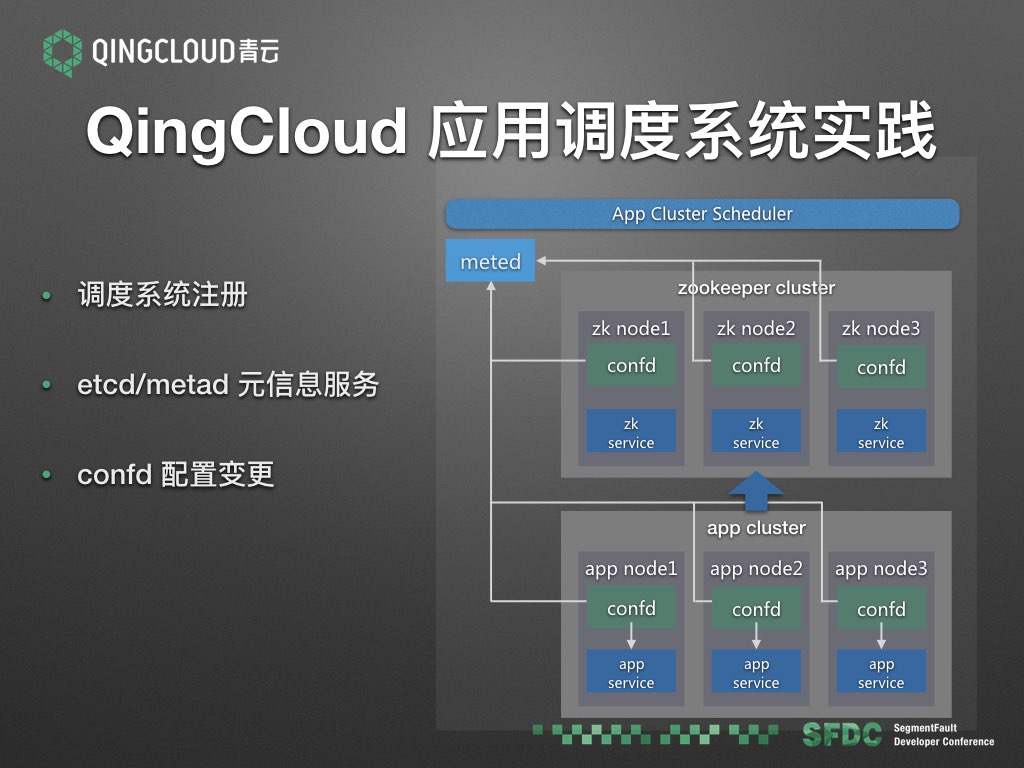 QINGCLOUD青云
QingCloud 应用调度系统实践
调度系统注册
etcd/metad 元信息服务
confd 配置变更
App Cluster Scheduler
meted
zookeeper cluster
zk node1
zk node2
zk node3
confd
confd
confd
zk
service
zk
service
zk
service
app cluster
app node1
app node2
app node3
confd
confd
confd
app
service
app
service
app
service
SFDC
SegmentFault
Developer Conference